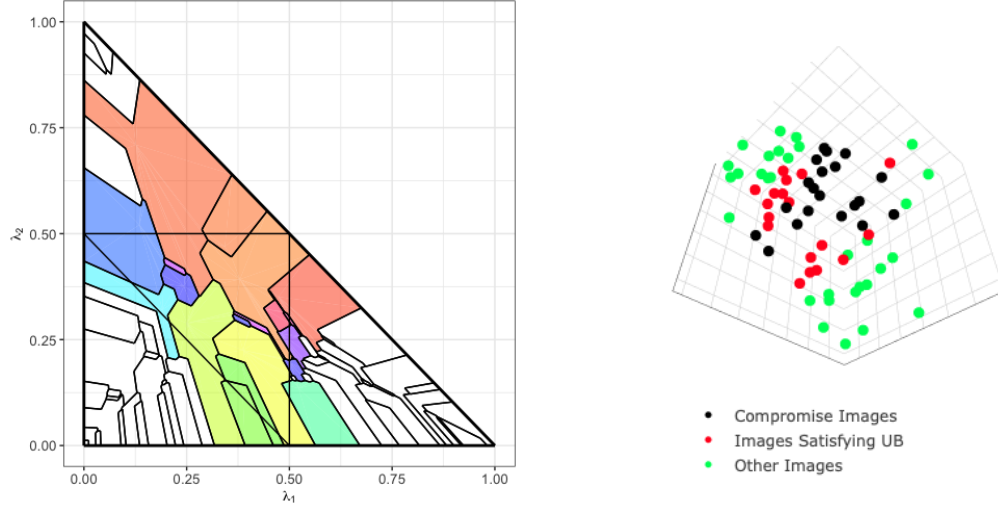 1.00
0.75
0.50
0.25
0.00
λ2
0.00
0.25
0.50
0.75
1.00
λ1
Compromise Images
Images Satisfying UB
Other Images